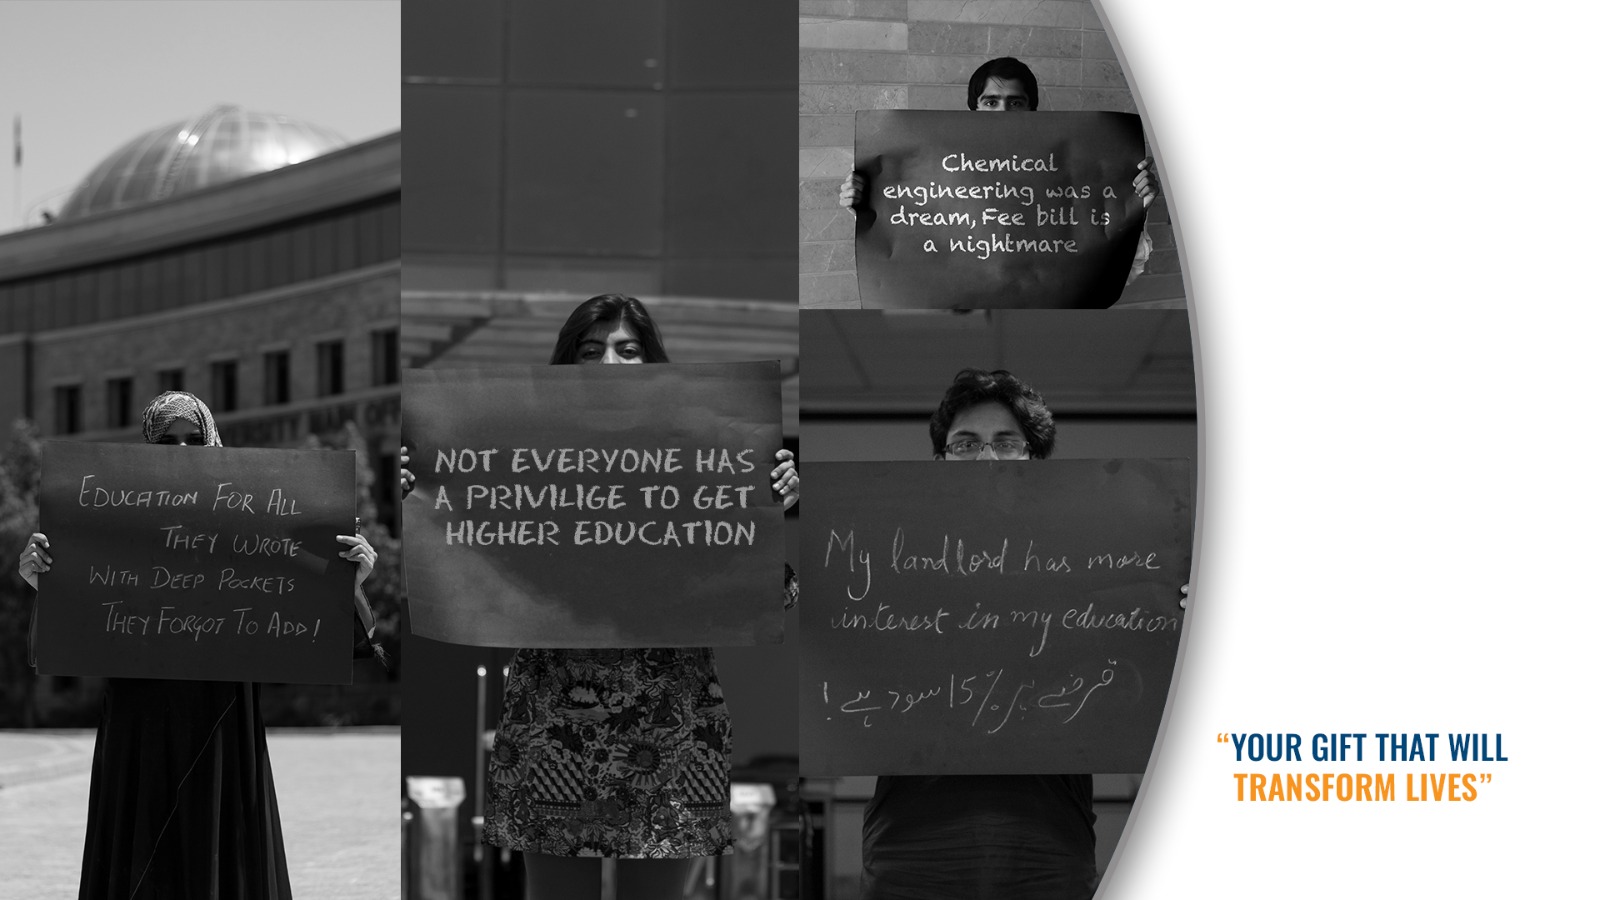 EDUCATION FOR ALL
THEY WROTE
WITH DEEP POCKETS
THEY FORGOT TO ADD!
NOT EVERYONE HAS
A PRIVILIGE TO GET
HIGHER EDUCATION
Chemical
engineering was a
dream, Fee bill is
a nightmare
My landlord has more
interest in my education
قرضے پر 15% سود ہے!
“YOUR GIFT THAT WILL
TRANSFORM LIVES”